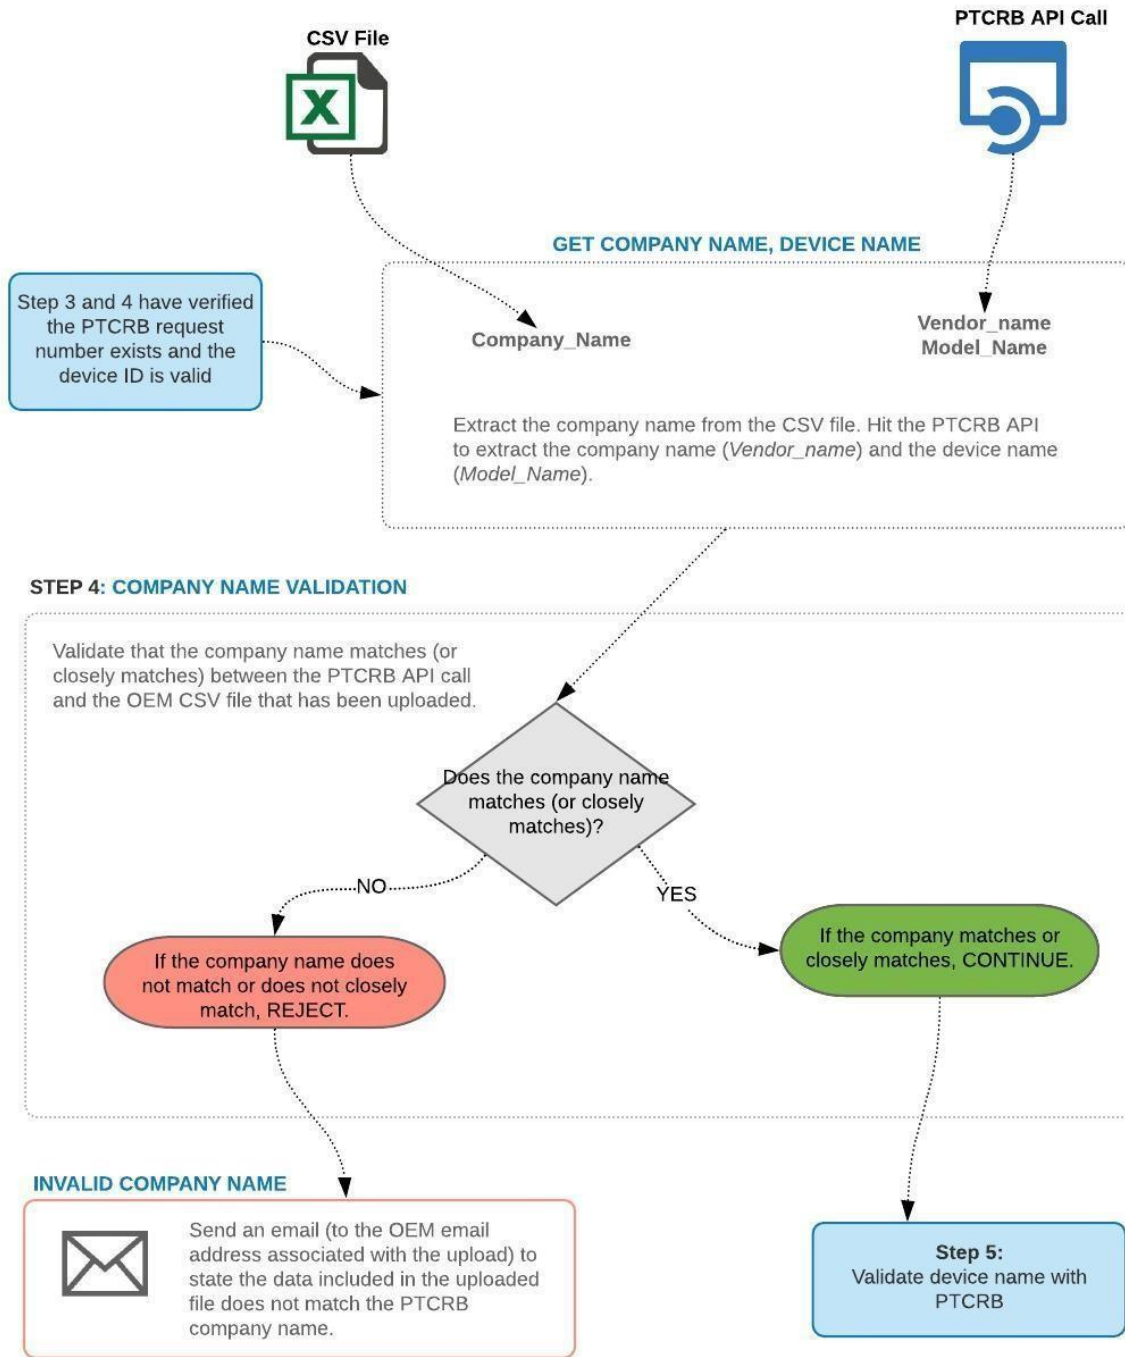 CSV File
PTCRB API Call
X
GET COMPANY NAME, DEVICE NAME
Step 3 and 4 have verified
the PTCRB request
number exists and the
device ID is valid
Company_Name
Vendor_name
Model_Name
Extract the company name from the CSV file. Hit the PTCRB API
to extract the company name (Vendor_name) and the device name
(Model_Name).
STEP 4: COMPANY NAME VALIDATION
Validate that the company name matches (or
closely matches) between the PTCRB API call
and the OEM CSV file that has been uploaded.
Does the company name
matches (or closely
matches)?
NO
YES
If the company name does
not match or does not closely
match, REJECT.
If the company matches or
closely matches, CONTINUE.
INVALID COMPANY NAME
Send an email (to the OEM email
address associated with the upload) to
state the data included in the uploaded
file does not match the PTCRB
company name.
Step 5:
Validate device name with
PTCRB